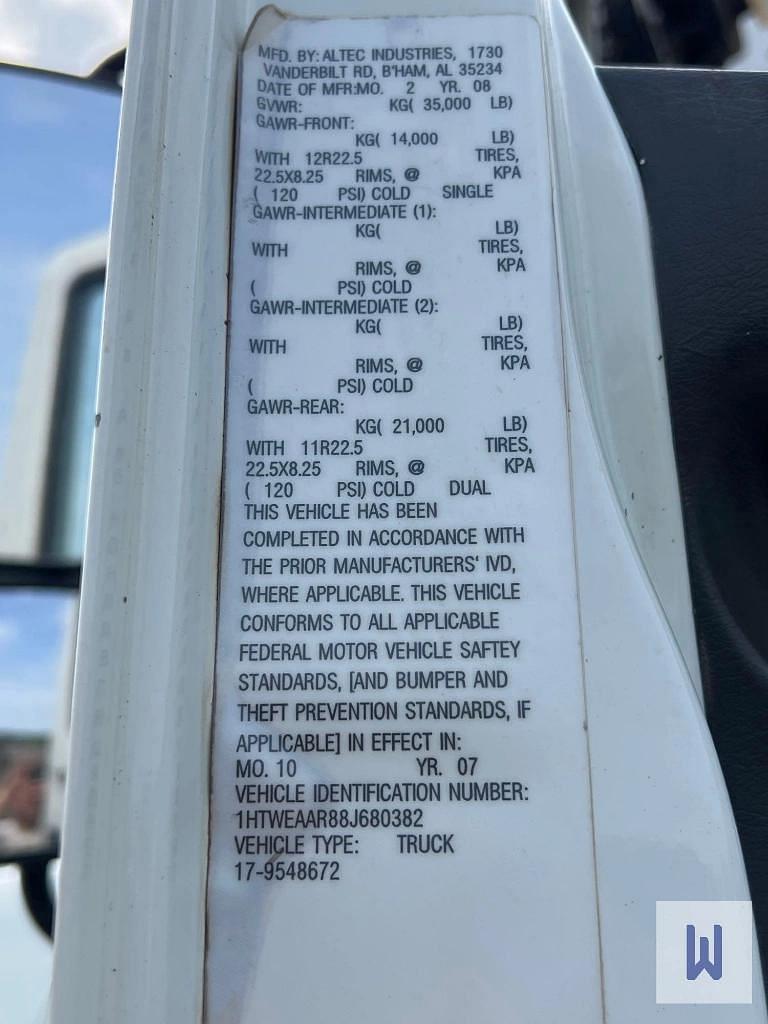 MFD. BY: ALTEC INDUSTRIES, 1730
VANDERBILT RD, B'HAM, AL 35234
DATE OF MFR:MO. 2 YR. 08
GVWR: KG( 35,000 LB)
GAWR-FRONT:
KG( 14,000 LB)
WITH 12R22.5 TIRES,
22.5X8.25 RIMS, @ KPA
( 120 PSI) COLD SINGLE
GAWR-INTERMEDIATE (1):
KG( LB)
WITH TIRES,
RIMS, @ KPA
( PSI) COLD
GAWR-INTERMEDIATE (2):
KG( LB)
WITH TIRES,
RIMS, @ KPA
( PSI) COLD
GAWR-REAR:
KG( 21,000 LB)
WITH 11R22.5 TIRES,
22.5X8.25 RIMS, @ KPA
( 120 PSI) COLD DUAL
THIS VEHICLE HAS BEEN
COMPLETED IN ACCORDANCE WITH
THE PRIOR MANUFACTURERS' IVD,
WHERE APPLICABLE. THIS VEHICLE
CONFORMS TO ALL APPLICABLE
FEDERAL MOTOR VEHICLE SAFTEY
STANDARDS, [AND BUMPER AND
THEFT PREVENTION STANDARDS, IF
APPLICABLE] IN EFFECT IN:
MO. 10 YR. 07
VEHICLE IDENTIFICATION NUMBER:
1HTWEAAR88J680382
VEHICLE TYPE: TRUCK
17-9548672
W